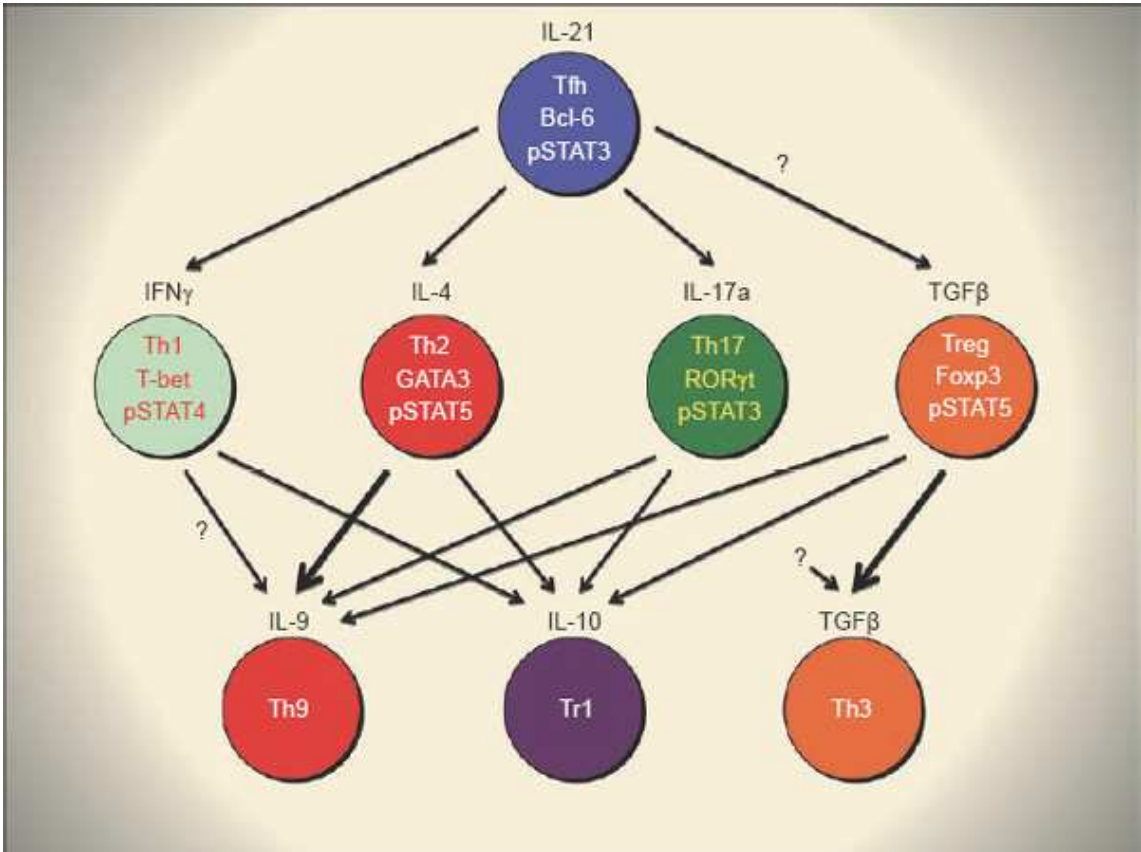 IL-21
Tfh
Bcl-6
pSTAT3
?
IFNγ
IL-4
IL-17a
TGFβ
Th1
T-bet
pSTAT4
Th2
GATA3
pSTAT5
Th17
RORγt
pSTAT3
Treg
Foxp3
pSTAT5
?
?
IL-9
IL-10
TGFβ
Th9
Tr1
Th3